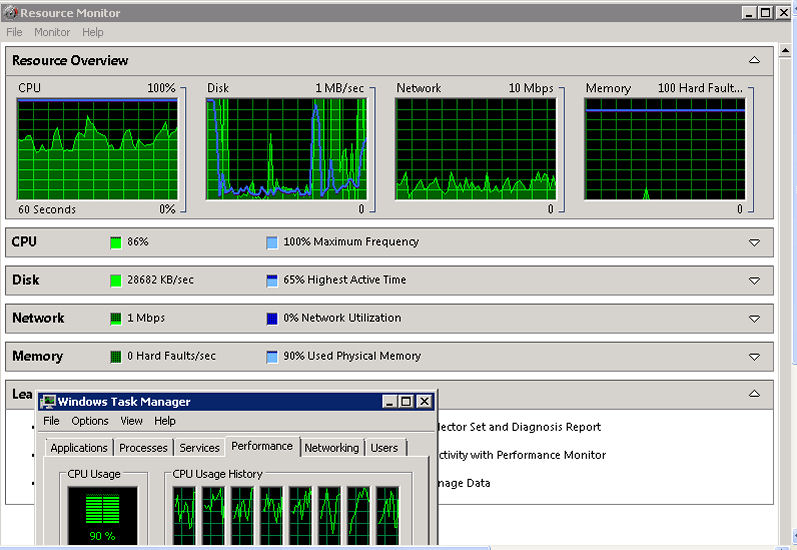 Resource Monitor
File Monitor Help
Resource Overview
CPU 100% Disk 1 MB/sec Network 10 Mbps Memory 100 Hard Fault...
60 Seconds 0% 0 0 0
CPU 86% 100% Maximum Frequency
Disk 28682 KB/sec 65% Highest Active Time
Network 1 Mbps 0% Network Utilization
Memory 0 Hard Faults/sec 90% Used Physical Memory
Lea
Windows Task Manager
File Options View Help
lector Set and Diagnosis Report
Applications Processes Services Performance Networking Users
ctivity with Performance Monitor
CPU Usage CPU Usage History
nage Data
90 %